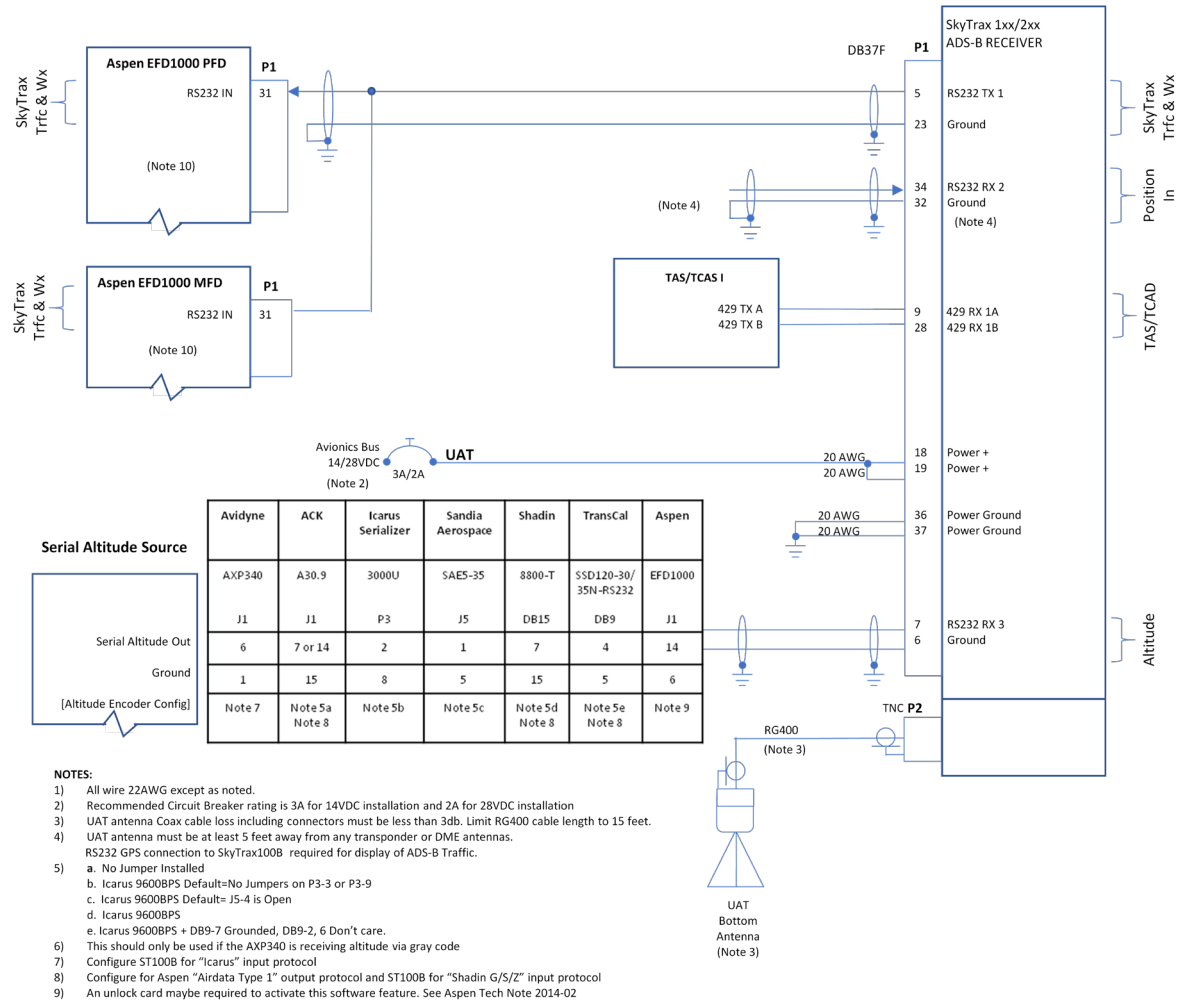 SkyTrax 1xx/2xx
ADS-B RECEIVER
DB37F
P1
Aspen EFD1000 PFD
P1
SkyTrax
Trfc & Wx
RS232 IN
31
5
RS232 TX 1
SkyTrax
Trfc & Wx
23
Ground
(Note 10)
34
RS232 RX 2
Position
In
(Note 4)
32
Ground
(Note 4)
Aspen EFD1000 MFD
P1
TAS/TCAS I
SkyTrax
Trfc & Wx
RS232 IN
31
429 TX A
9
429 RX 1A
TAS/TCAD
429 TX B
28
429 RX 1B
(Note 10)
Avionics Bus
14/28VDC
(Note 2)
3A/2A
UAT
20 AWG
18
Power +
20 AWG
19
Power +
20 AWG
36
Power Ground
20 AWG
37
Power Ground
Serial Altitude Source
Avidyne ACK Icarus Serializer Sandia Aerospace Shadin TransCal Aspen
AXP340 A30.9 3000U SAE5-35 8800-T SSD120-30/ 35N-RS232 EFD1000
J1 J1 P3 J5 DB15 DB9 J1
Serial Altitude Out 6 7 or 14 2 1 7 4 14
Ground 1 15 8 5 15 5 6
[Altitude Encoder Config] Note 7 Note 5a Note 8 Note 5b Note 5c Note 5d Note 8 Note 5e Note 8 Note 9
7
RS232 RX 3
6
Ground
Altitude
TNC P2
RG400
(Note 3)
UAT
Bottom
Antenna
(Note 3)
NOTES:
1) All wire 22AWG except as noted.
2) Recommended Circuit Breaker rating is 3A for 14VDC installation and 2A for 28VDC installation
3) UAT antenna Coax cable loss including connectors must be less than 3db. Limit RG400 cable length to 15 feet.
4) UAT antenna must be at least 5 feet away from any transponder or DME antennas.
RS232 GPS connection to SkyTrax100B required for display of ADS-B Traffic.
5) a. No Jumper Installed
b. Icarus 9600BPS Default=No Jumpers on P3-3 or P3-9
c. Icarus 9600BPS Default= J5-4 is Open
d. Icarus 9600BPS
e. Icarus 9600BPS + DB9-7 Grounded, DB9-2, 6 Don't care.
6) This should only be used if the AXP340 is receiving altitude via gray code
7) Configure ST100B for "Icarus" input protocol
8) Configure for Aspen "Airdata Type 1" output protocol and ST100B for "Shadin G/S/Z" input protocol
9) An unlock card maybe required to activate this software feature. See Aspen Tech Note 2014-02